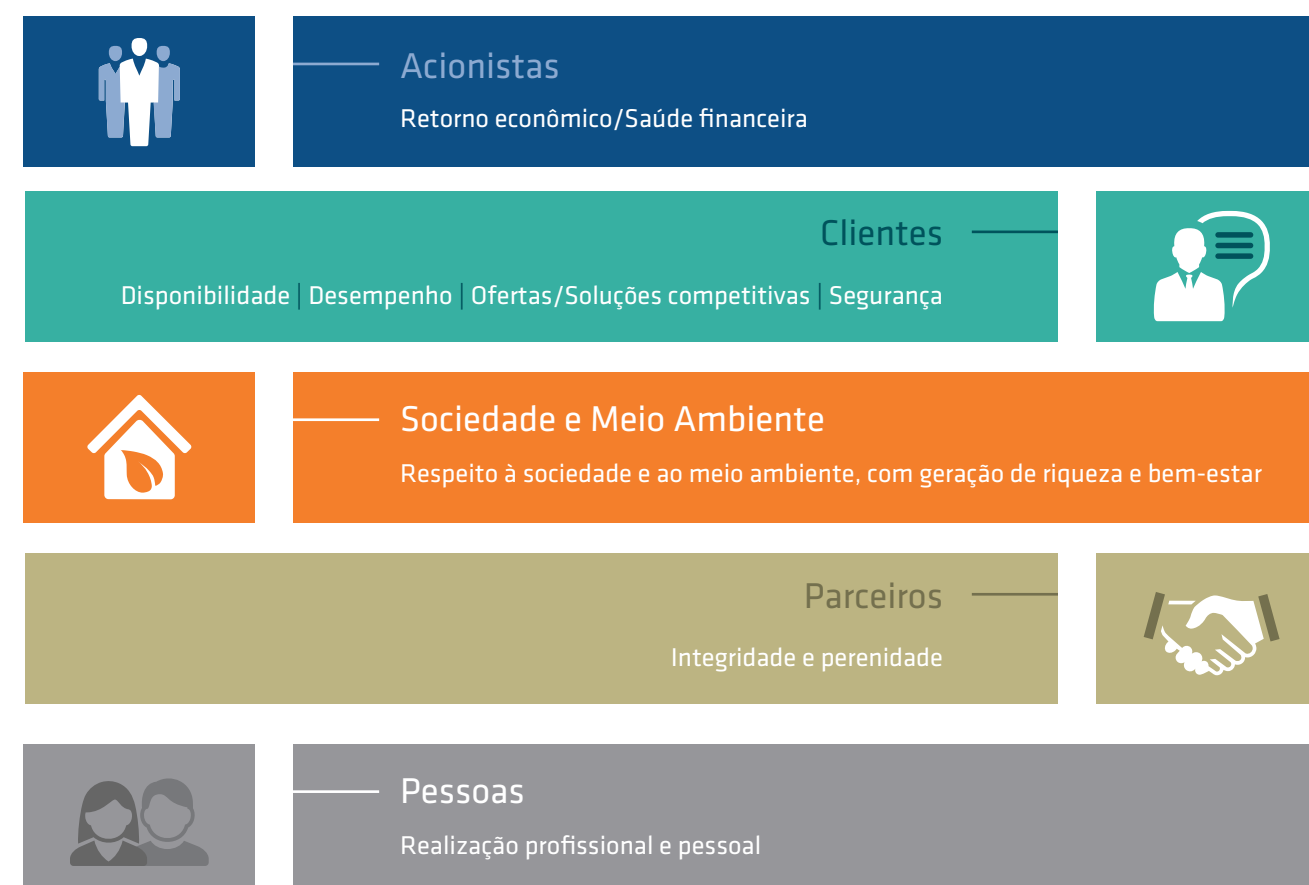 Acionistas
Retorno econômico/Saúde financeira
Clientes
Disponibilidade | Desempenho | Ofertas/Soluções competitivas | Segurança
Sociedade e Meio Ambiente
Respeito à sociedade e ao meio ambiente, com geração de riqueza e bem-estar
Parceiros
Integridade e perenidade
Pessoas
Realização profissional e pessoal